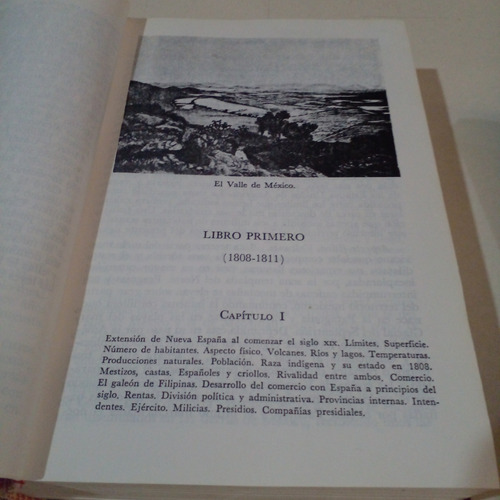 El Valle de México.
LIBRO PRIMERO
(1808-1811)
CAPÍTULO I
Extensión de Nueva España al comenzar el siglo XIX. Límites. Superficie.
Número de habitantes. Aspecto físico. Volcanes. Ríos y lagos. Temperaturas.
Producciones naturales. Población. Raza indígena y su estado en 1808.
Mestizos, castas. Españoles y criollos. Rivalidad entre ambos. Comercio.
El galeón de Filipinas. Desarrollo del comercio con España a principios del
siglo. Rentas. División política y administrativa. Provincias internas. Inten-
dentes. Ejército. Milicias. Presidios. Compañías presidiales.